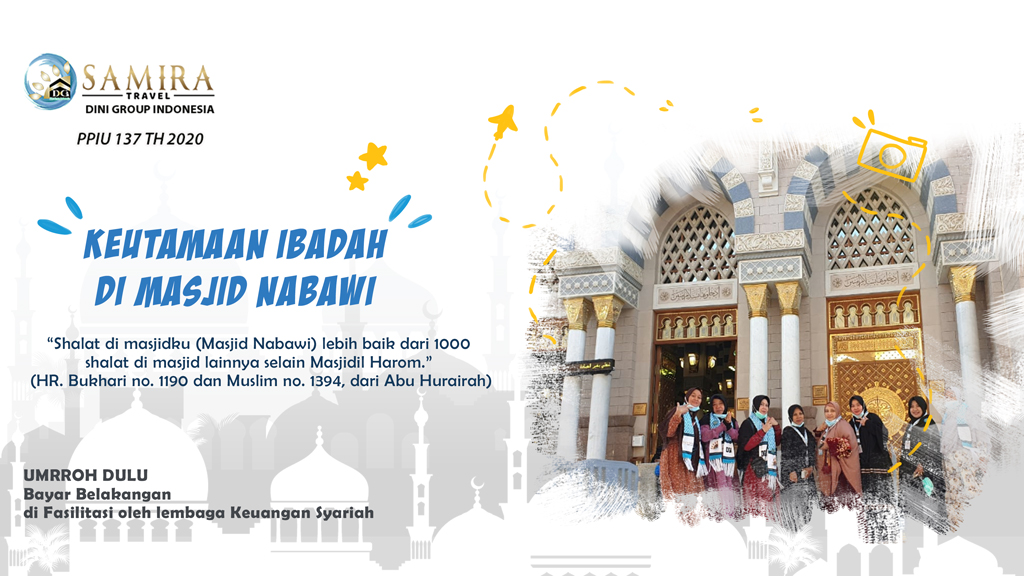 SAMIRA
TRAVEL
DG
DINI GROUP INDONESIA
PPIU 137 TH 2020
KEUTAMAAN IBADAH
DI MASJID NABAWI
“Shalat di masjidku (Masjid Nabawi) lebih baik dari 1000
shalat di masjid lainnya selain Masjidil Harom.”
(HR. Bukhari no. 1190 dan Muslim no. 1394, dari Abu Hurairah)
UMRROH DULU
Bayar Belakangan
di Fasilitasi oleh lembaga Keuangan Syariah